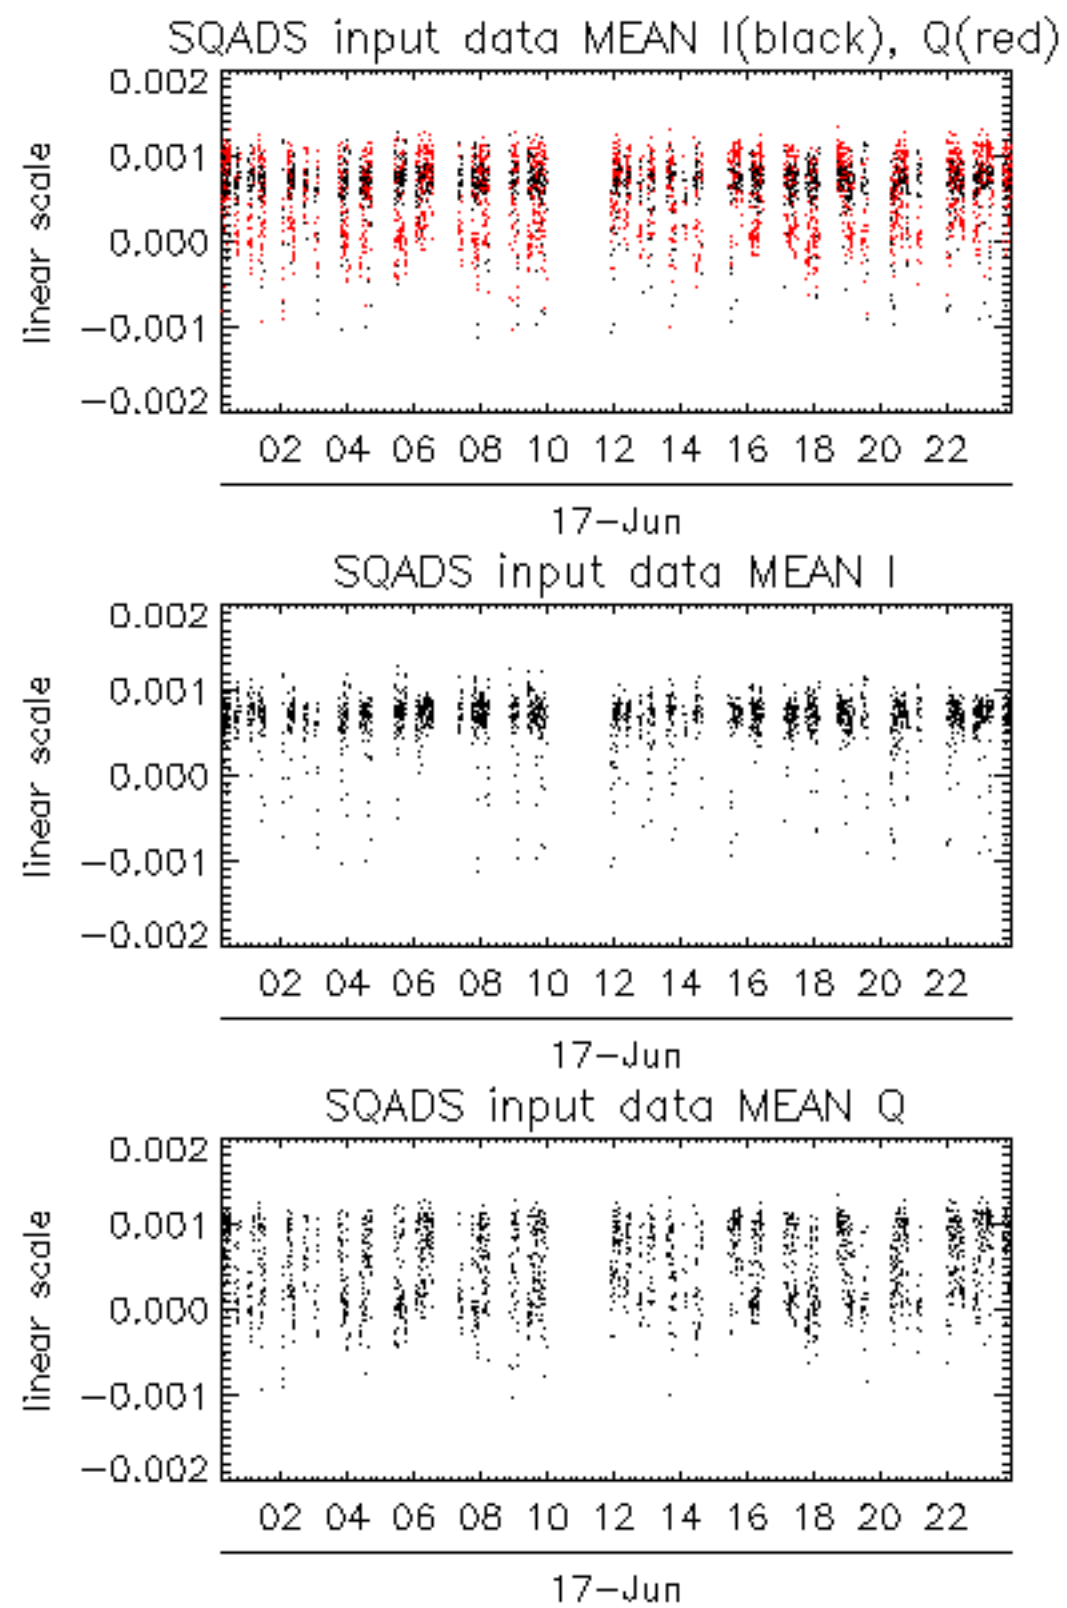 SQADS input data MEAN I(black), Q(red)
0.002
0.001
0.000
−0.001
−0.002
linear scale
02 04 06 08 10 12 14 16 18 20 22
17−Jun
SQADS input data MEAN I
0.002
0.001
0.000
−0.001
−0.002
linear scale
02 04 06 08 10 12 14 16 18 20 22
17−Jun
SQADS input data MEAN Q
0.002
0.001
0.000
−0.001
−0.002
linear scale
02 04 06 08 10 12 14 16 18 20 22
17−Jun